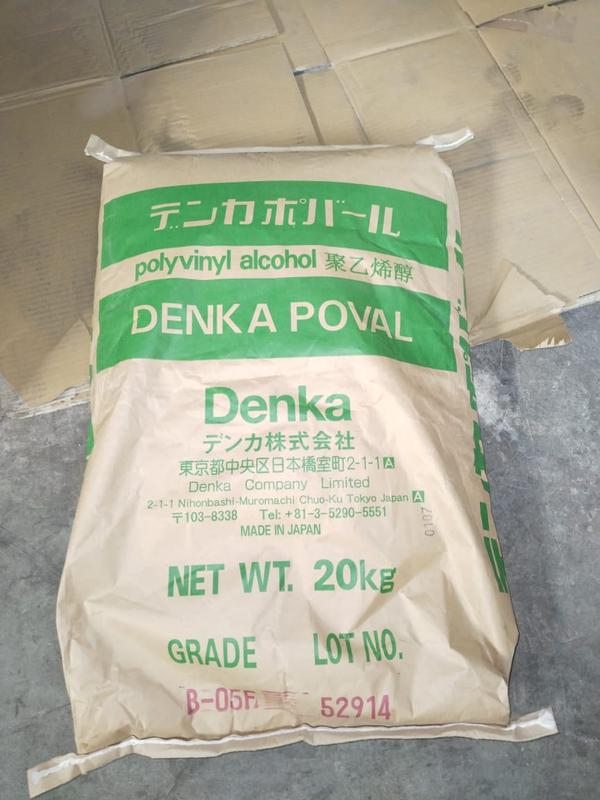 デンカポバール
polyvinyl alcohol 聚乙烯醇
DENKA POVAL
Denka
デンカ株式会社
東京都中央区日本橋室町2-1-1 A
Denka Company Limited
2-1-1 Nihonbashi-Muromachi Chuo-Ku Tokyo Japan A
〒103-8338 Tel: +81-3-5290-5551
MADE IN JAPAN
0107
NET WT. 20kg
GRADE LOT NO.
52914